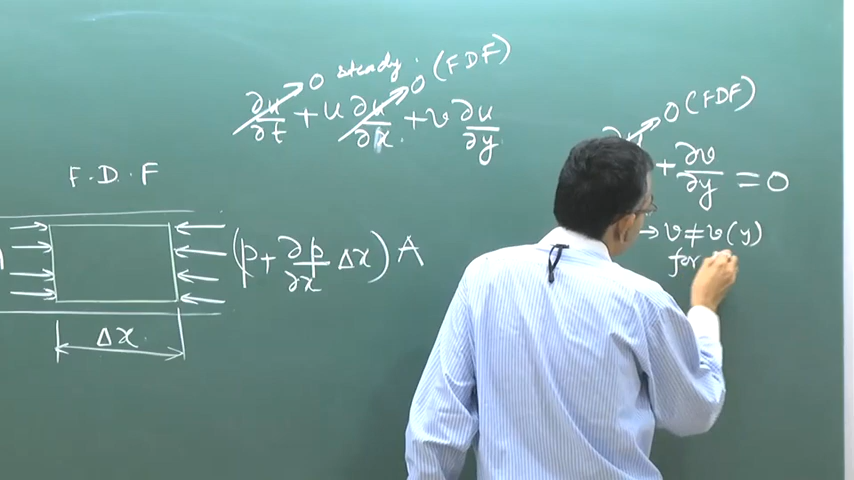 ∂u/∂t → 0 steady. + u ∂u/∂x → 0 (FDF) + v ∂u/∂y
→ 0 (FDF) + ∂v/∂y = 0
→ v ≠ v(y)
for
F.D.F
(p + ∂p/∂x Δx) A
Δx